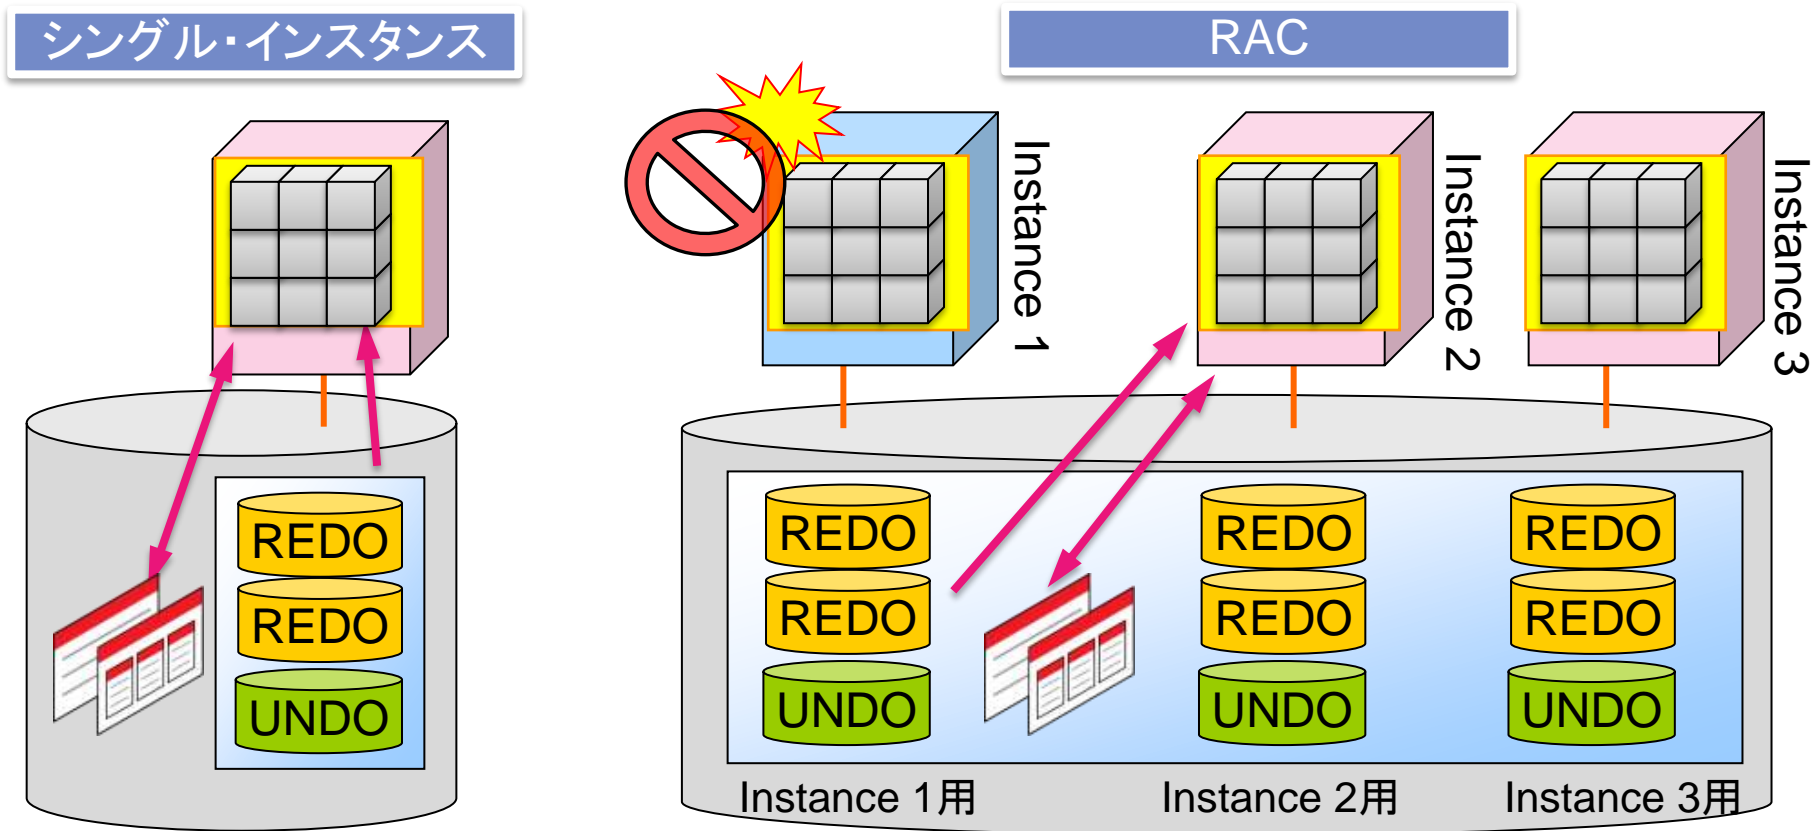 シングル・インスタンス
REDO
REDO
UNDO
RAC
Instance 1
Instance 2
Instance 3
REDO
REDO
UNDO
Instance 1用
REDO
REDO
UNDO
Instance 2用
REDO
REDO
UNDO
Instance 3用